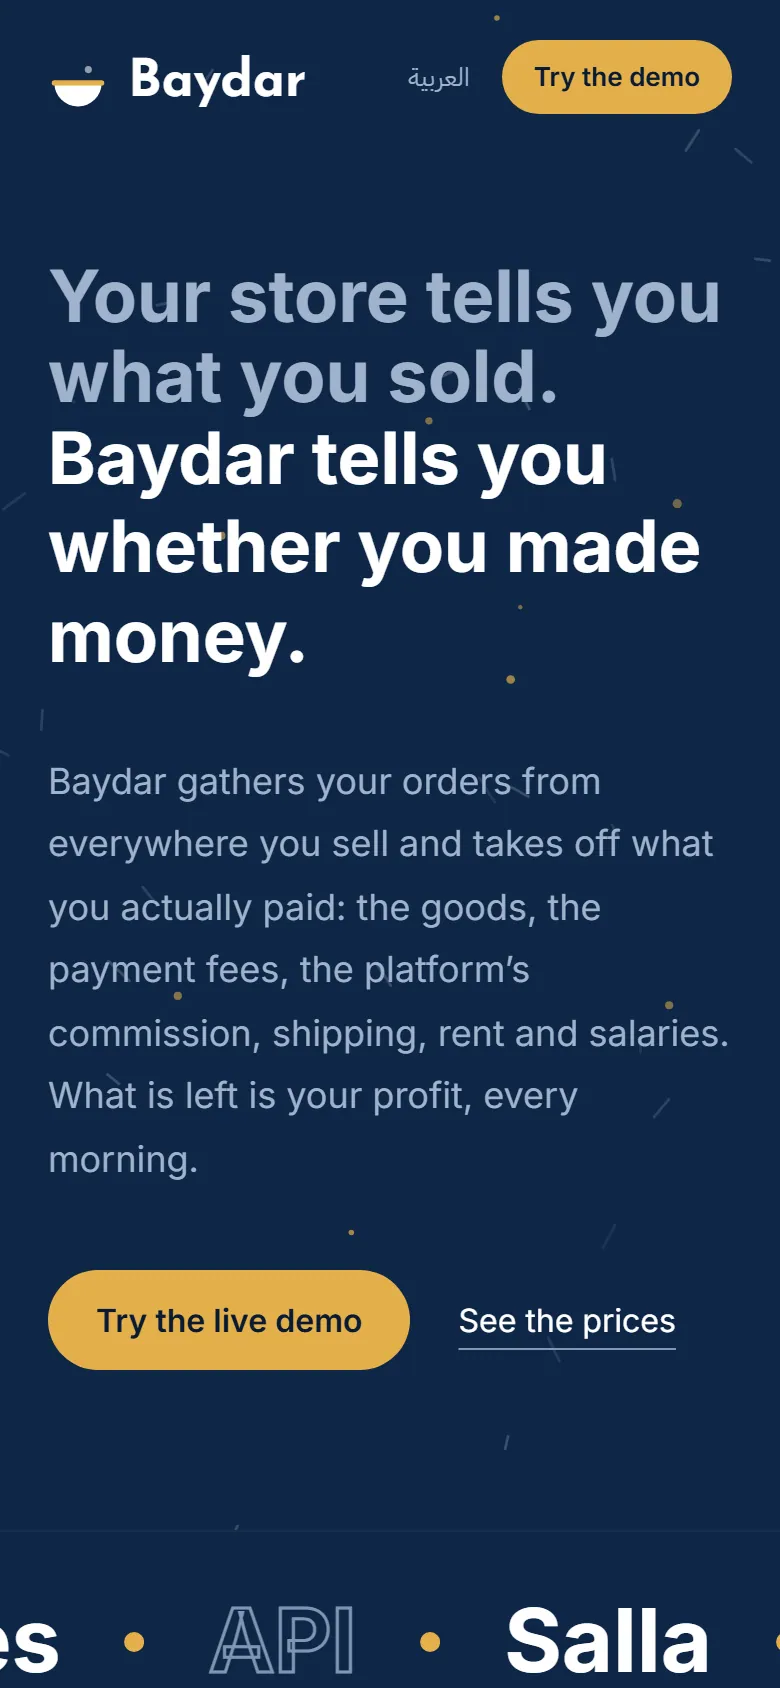 Baydar
العربية
Try the demo
Your store tells you
what you sold.
Baydar tells you
whether you made
money.
Baydar gathers your orders from
everywhere you sell and takes off what
you actually paid: the goods, the
payment fees, the platform’s
commission, shipping, rent and salaries.
What is left is your profit, every
morning.
Try the live demo
See the prices
es • API • Salla